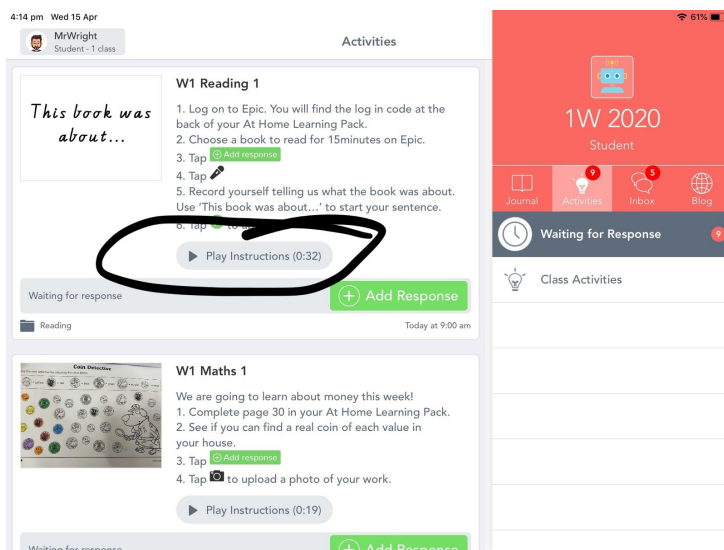 4:14 pm Wed 15 Apr
61%
MrWright
Student - 1 class
Activities
This book was
about...
W1 Reading 1
1. Log on to Epic. You will find the log in code at the
back of your At Home Learning Pack.
2. Choose a book to read for 15minutes on Epic.
3. Tap Add response
4. Tap
5. Record yourself telling us what the book was about.
Use ‘This book was about…’ to start your sentence.
6. Tap to
Play Instructions (0:32)
Waiting for response
Add Response
Reading
Today at 9:00 am
Coin Detective
W1 Maths 1
We are going to learn about money this week!
1. Complete page 30 in your At Home Learning Pack.
2. See if you can find a real coin of each value in
your house.
3. Tap Add response
4. Tap to upload a photo of your work.
Play Instructions (0:19)
Waiting for response
Add Response
1W 2020
Student
9
5
Journal
Activities
Inbox
Blog
Waiting for Response
9
Class Activities